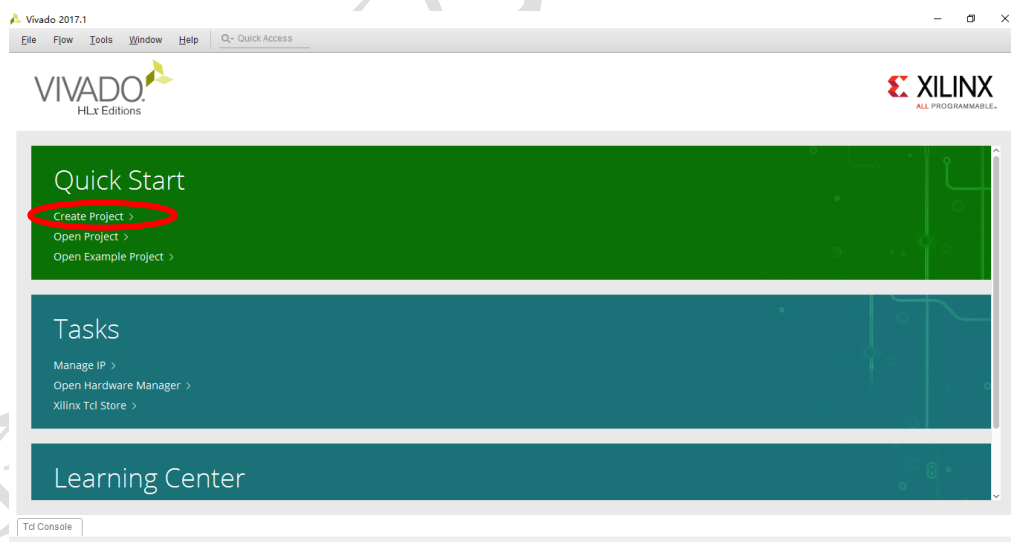 Vivado 2017.1
File Flow Tools Window Help Quick Access
VIVADO.
HLx Editions
XILINX
ALL PROGRAMMABLE™
Quick Start
Create Project >
Open Project >
Open Example Project >
Tasks
Manage IP >
Open Hardware Manager >
Xilinx Tcl Store >
Learning Center
Tcl Console